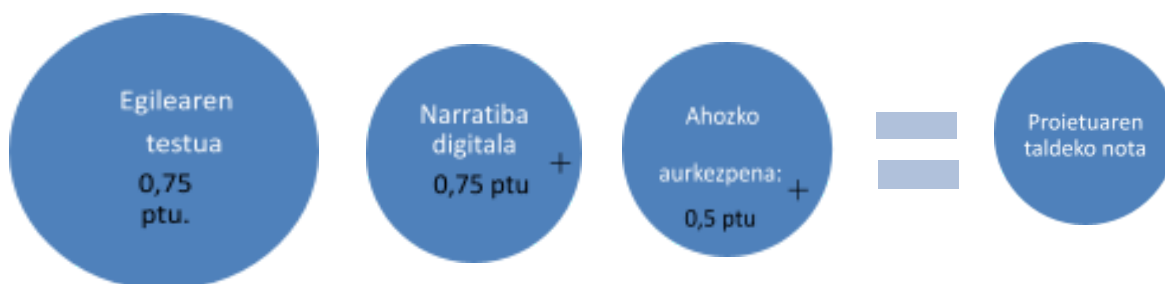 Egilearen
testua
0,75
ptu.
Narratiba
digitala
0,75 ptu
+
Ahozko
aurkezpena:
0,5 ptu
+
Proietuaren
taldeko nota